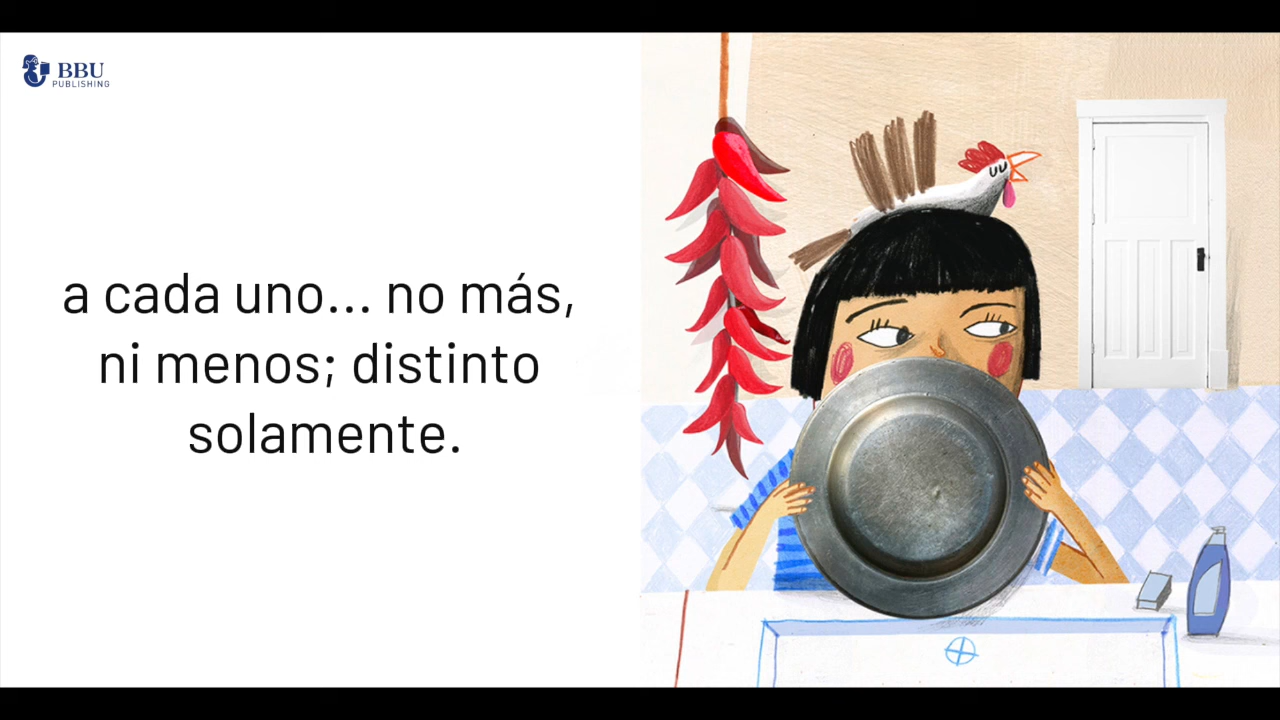 BBU
PUBLISHING
a cada uno... no más,
ni menos; distinto
solamente.